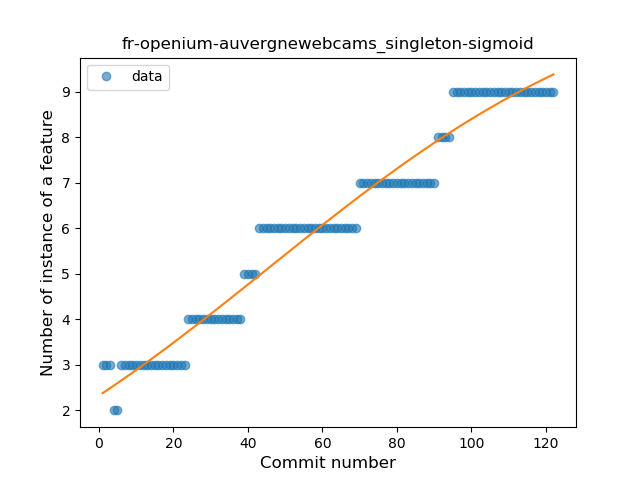 fr-openium-auvergnewebcams_singleton-sigmoid
data
Number of instance of a feature
9
8
7
6
5
4
3
2
0 20 40 60 80 100 120
Commit number